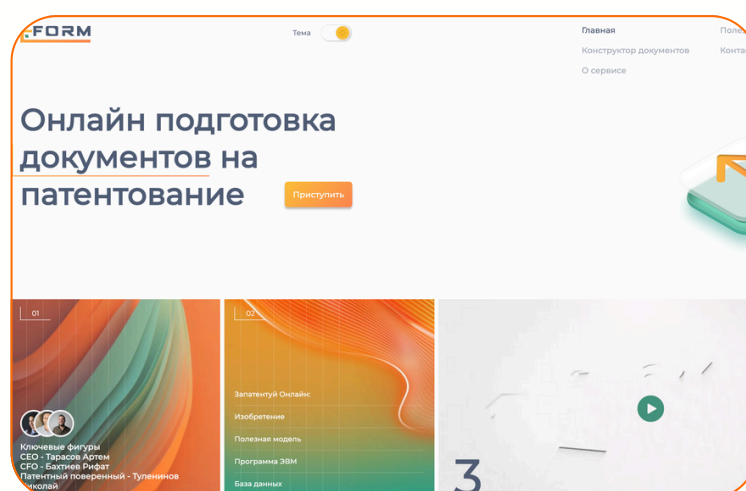 FORM
Тема
Главная
Конструктор документов
О сервисе
Онлайн подготовка
документов на
патентование
Приступить
01
Ключевые фигуры
CEO - Тарасов Артем
CFO - Бахтиев Рифат
Патентный поверенный - Туленинов
Николай
02
Запатентуй Онлайн:
Изобретение
Полезная модель
Программа ЭВМ
База данных
3